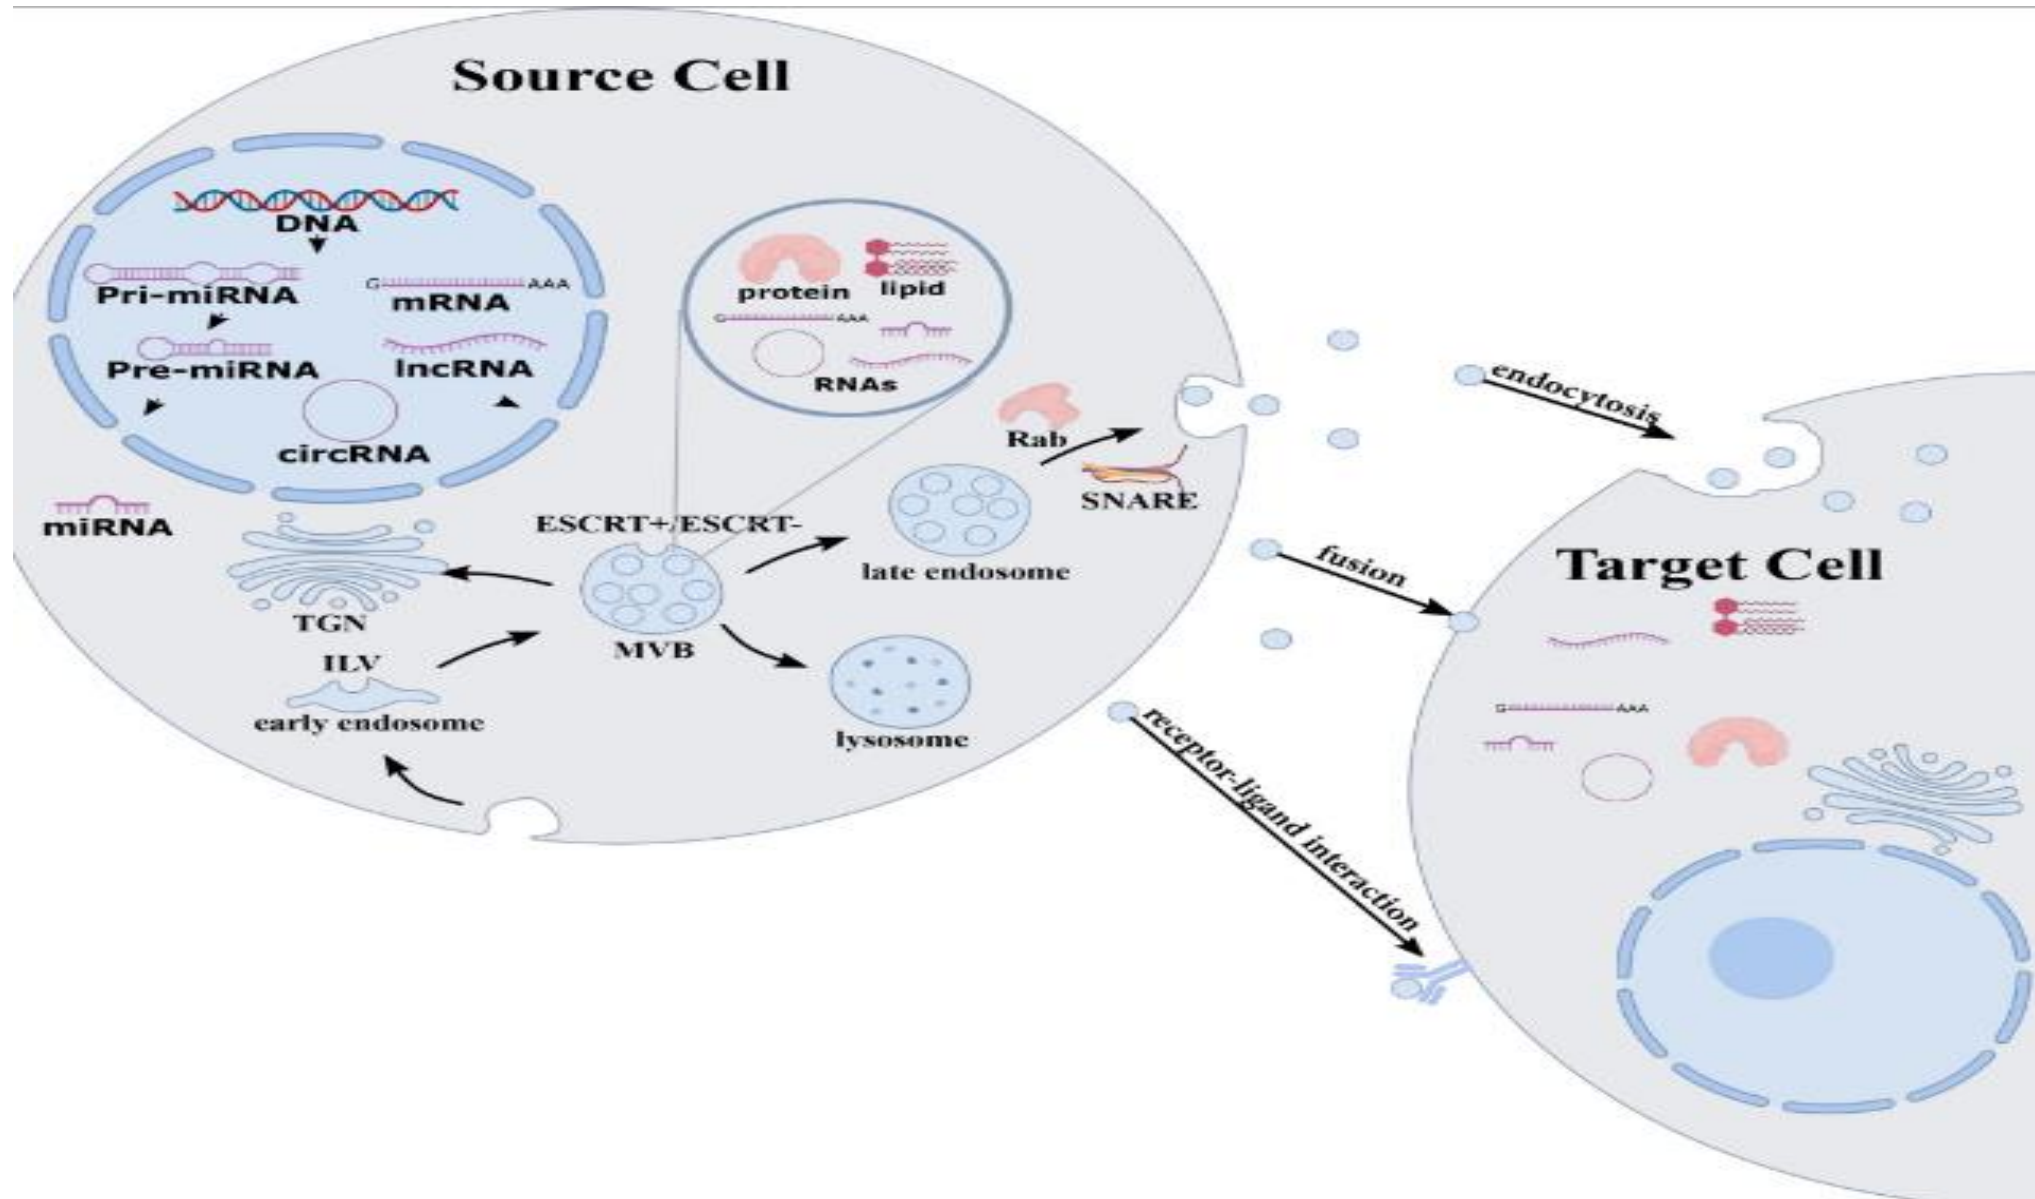 Source Cell
DNA
Pri-miRNA
G AAA
mRNA
Pre-miRNA
lncRNA
circRNA
miRNA
protein
lipid
G AAA
RNAs
Rab
SNARE
ESCRT+/ESCRT-
late endosome
TGN
MVB
ILV
early endosome
lysosome
endocytosis
fusion
receptor-ligand interaction
Target Cell
G AAA